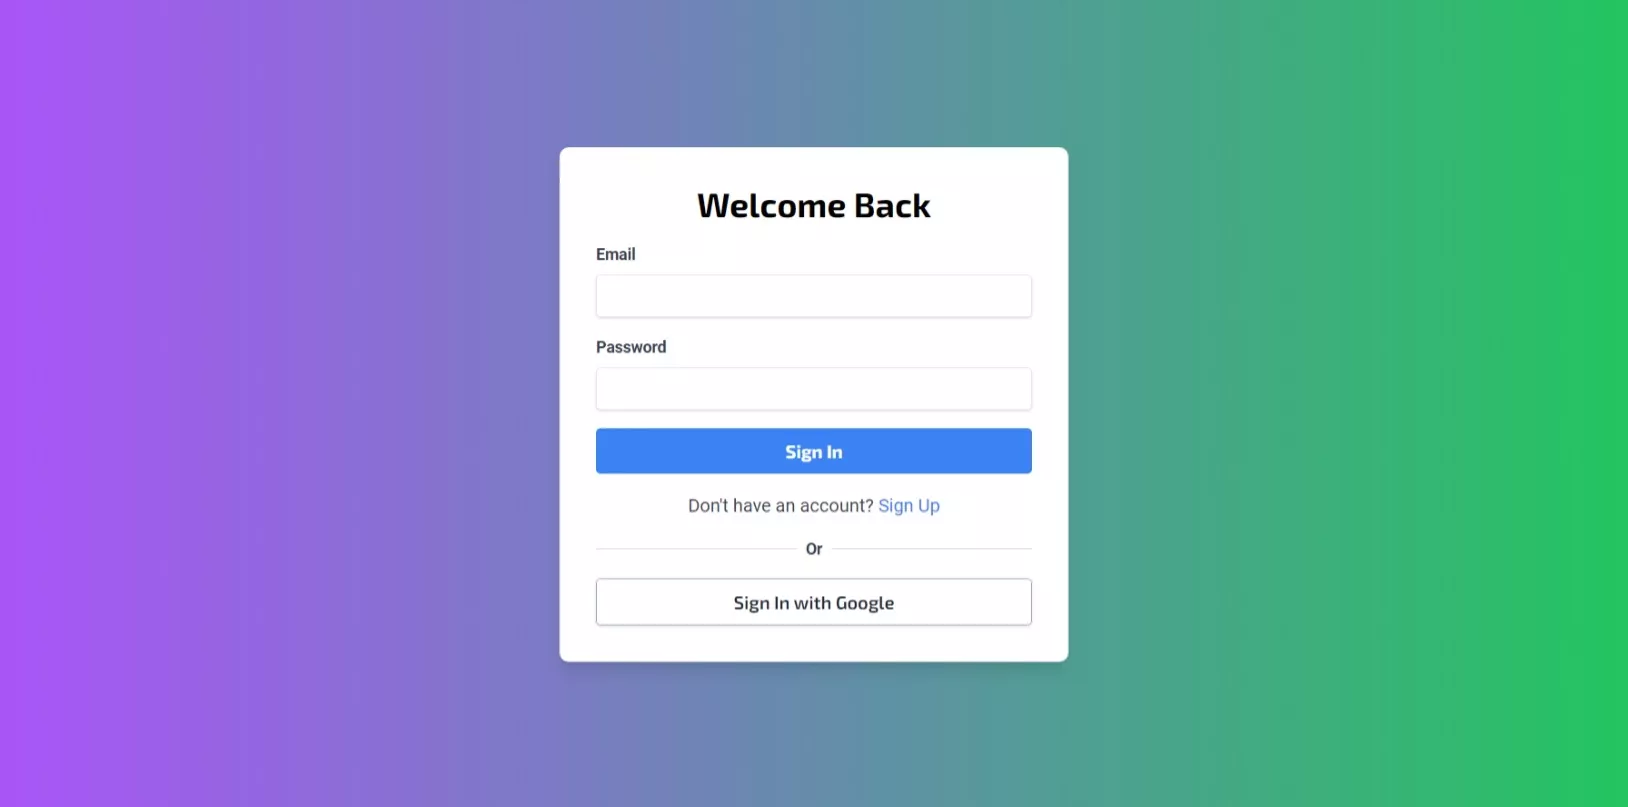 Welcome Back
Email
Password
Sign In
Don't have an account? Sign Up
Or
Sign In with Google